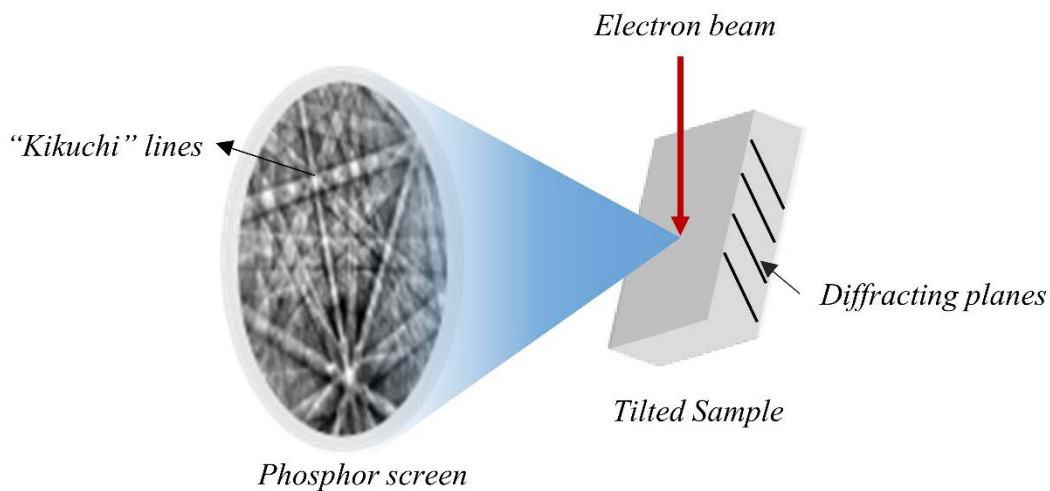 Electron beam
“Kikuchi” lines
Diffracting planes
Tilted Sample
Phosphor screen